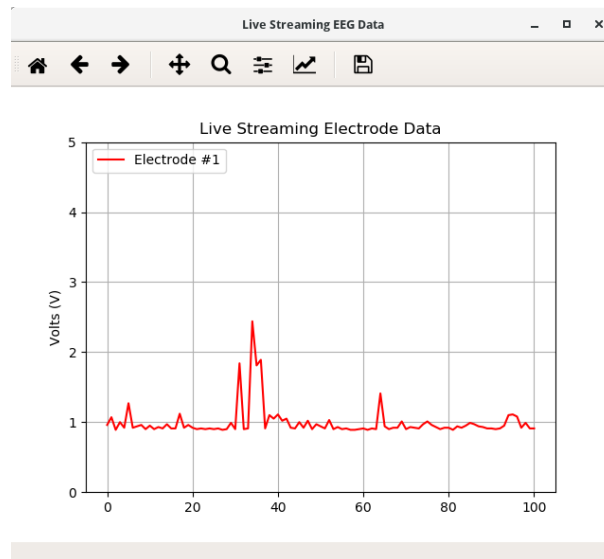 Live Streaming EEG Data
Live Streaming Electrode Data
Electrode #1
Volts (V)
5
4
3
2
1
0
0 20 40 60 80 100